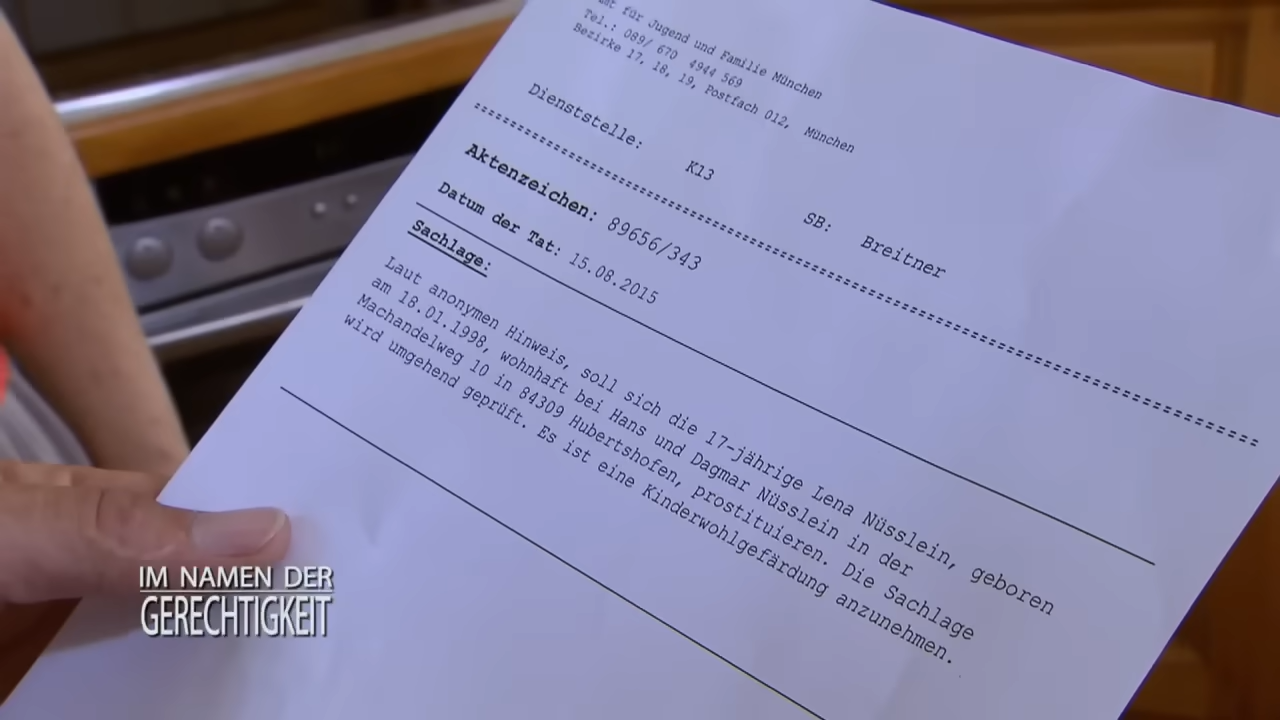 mt für Jugend und Familie München
Tel.: 089/ 670 4944 569
Bezirke 17, 18, 19, Postfach 012, München
Dienststelle: K13
SB: Breitner
Aktenzeichen: 89656/343
Datum der Tat: 15.08.2015
Sachlage:
Laut anonymen Hinweis, soll sich die 17-jährige Lena Nüsslein, geboren
am 18.01.1998, wohnhaft bei Hans und Dagmar Nüsslein in der
Machandelweg 10 in 84309 Hubertshofen, prostituieren. Die Sachlage
wird umgehend geprüft. Es ist eine Kinderwohlgefärdung anzunehmen.
IM NAMEN DER
GERECHTIGKEIT